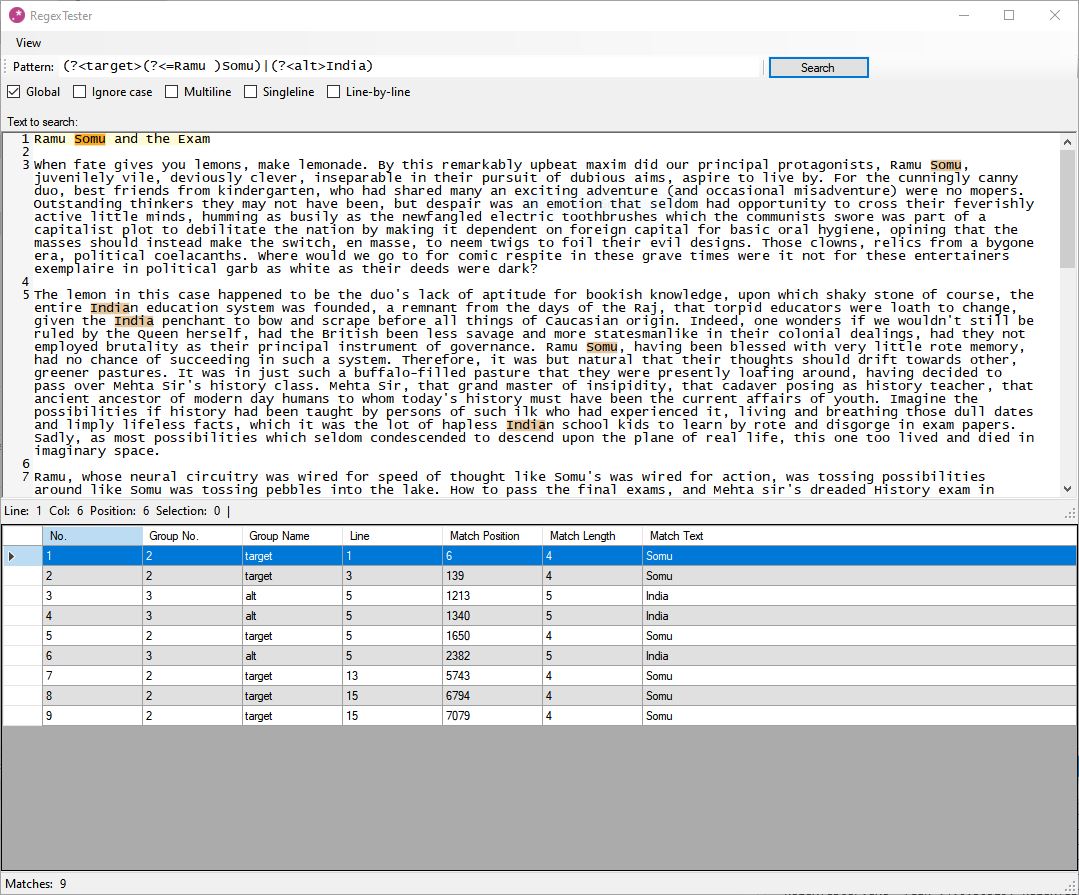 RegexTester
View
Pattern: (?<target>(?<=Ramu )Somu)|(?<alt>India) Search
Global Ignore case Multiline Singleline Line-by-line
Text to search:
1 Ramu Somu and the Exam
2
3 When fate gives you lemons, make lemonade. By this remarkably upbeat maxim did our principal protagonists, Ramu Somu,
juvenilely vile, deviously clever, inseparable in their pursuit of dubious aims, aspire to live by. For the cunningly canny
duo, best friends from kindergarten, who had shared many an exciting adventure (and occasional misadventure) were no mopers.
Outstanding thinkers they may not have been, but despair was an emotion that seldom had opportunity to cross their feverishly
active little minds, humming as busily as the newfangled electric toothbrushes which the communists swore was part of a
capitalist plot to debilitate the nation by making it dependent on foreign capital for basic oral hygiene, opining that the
masses should instead make the switch, en masse, to neem twigs to foil their evil designs. Those clowns, relics from a bygone
era, political coelacanths. Where would we go to for comic respite in these grave times were it not for these entertainers
exemplaire in political garb as white as their deeds were dark?
4
5 The lemon in this case happened to be the duo's lack of aptitude for bookish knowledge, upon which shaky stone of course, the
entire Indian education system was founded, a remnant from the days of the Raj, that torpid educators were loath to change,
given the India penchant to bow and scrape before all things of Caucasian origin. Indeed, one wonders if we wouldn't still be
ruled by the Queen herself, had the British been less savage and more statesmanlike in their colonial dealings, had they not
employed brutality as their principal instrument of governance. Ramu Somu, having been blessed with very little rote memory,
had no chance of succeeding in such a system. Therefore, it was but natural that their thoughts should drift towards other,
greener pastures. It was in just such a buffalo-filled pasture that they were presently loafing around, having decided to
pass over Mehta Sir's history class. Mehta Sir, that grand master of insipidity, that cadaver posing as history teacher, that
ancient ancestor of modern day humans to whom today's history must have been the current affairs of youth. Imagine the
possibilities if history had been taught by persons of such ilk who had experienced it, living and breathing those dull dates
and limply lifeless facts, which it was the lot of hapless Indian school kids to learn by rote and disgorge in exam papers.
Sadly, as most possibilities which seldom condescended to descend upon the plane of real life, this one too lived and died in
imaginary space.
6
7 Ramu, whose neural circuitry was wired for speed of thought like Somu's was wired for action, was tossing possibilities
around like Somu was tossing pebbles into the lake. How to pass the final exams, and Mehta sir's dreaded History exam in
Line: 1 Col: 6 Position: 6 Selection: 0 |
No. Group No. Group Name Line Match Position Match Length Match Text
1 2 target 1 6 4 Somu
2 2 target 3 139 4 Somu
3 3 alt 5 1213 5 India
4 3 alt 5 1340 5 India
5 2 target 5 1650 4 Somu
6 3 alt 5 2382 5 India
7 2 target 13 5743 4 Somu
8 2 target 15 6794 4 Somu
9 2 target 15 7079 4 Somu
Matches: 9